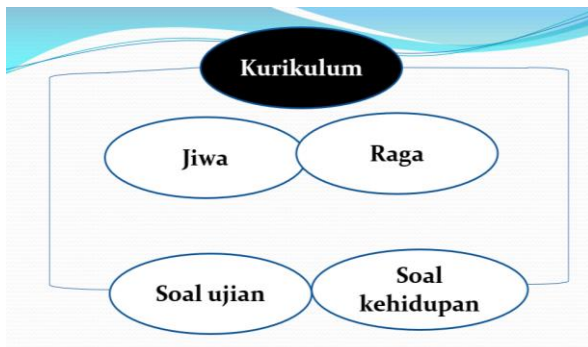 Kurikulum
Jiwa
Raga
Soal ujian
Soal
kehidupan